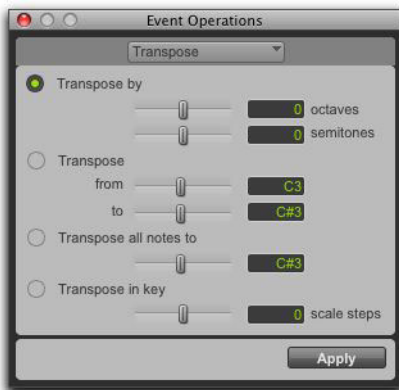 Event Operations
Transpose
Transpose by
0 octaves
0 semitones
Transpose
from C3
to C#3
Transpose all notes to
C#3
Transpose in key
0 scale steps
Apply